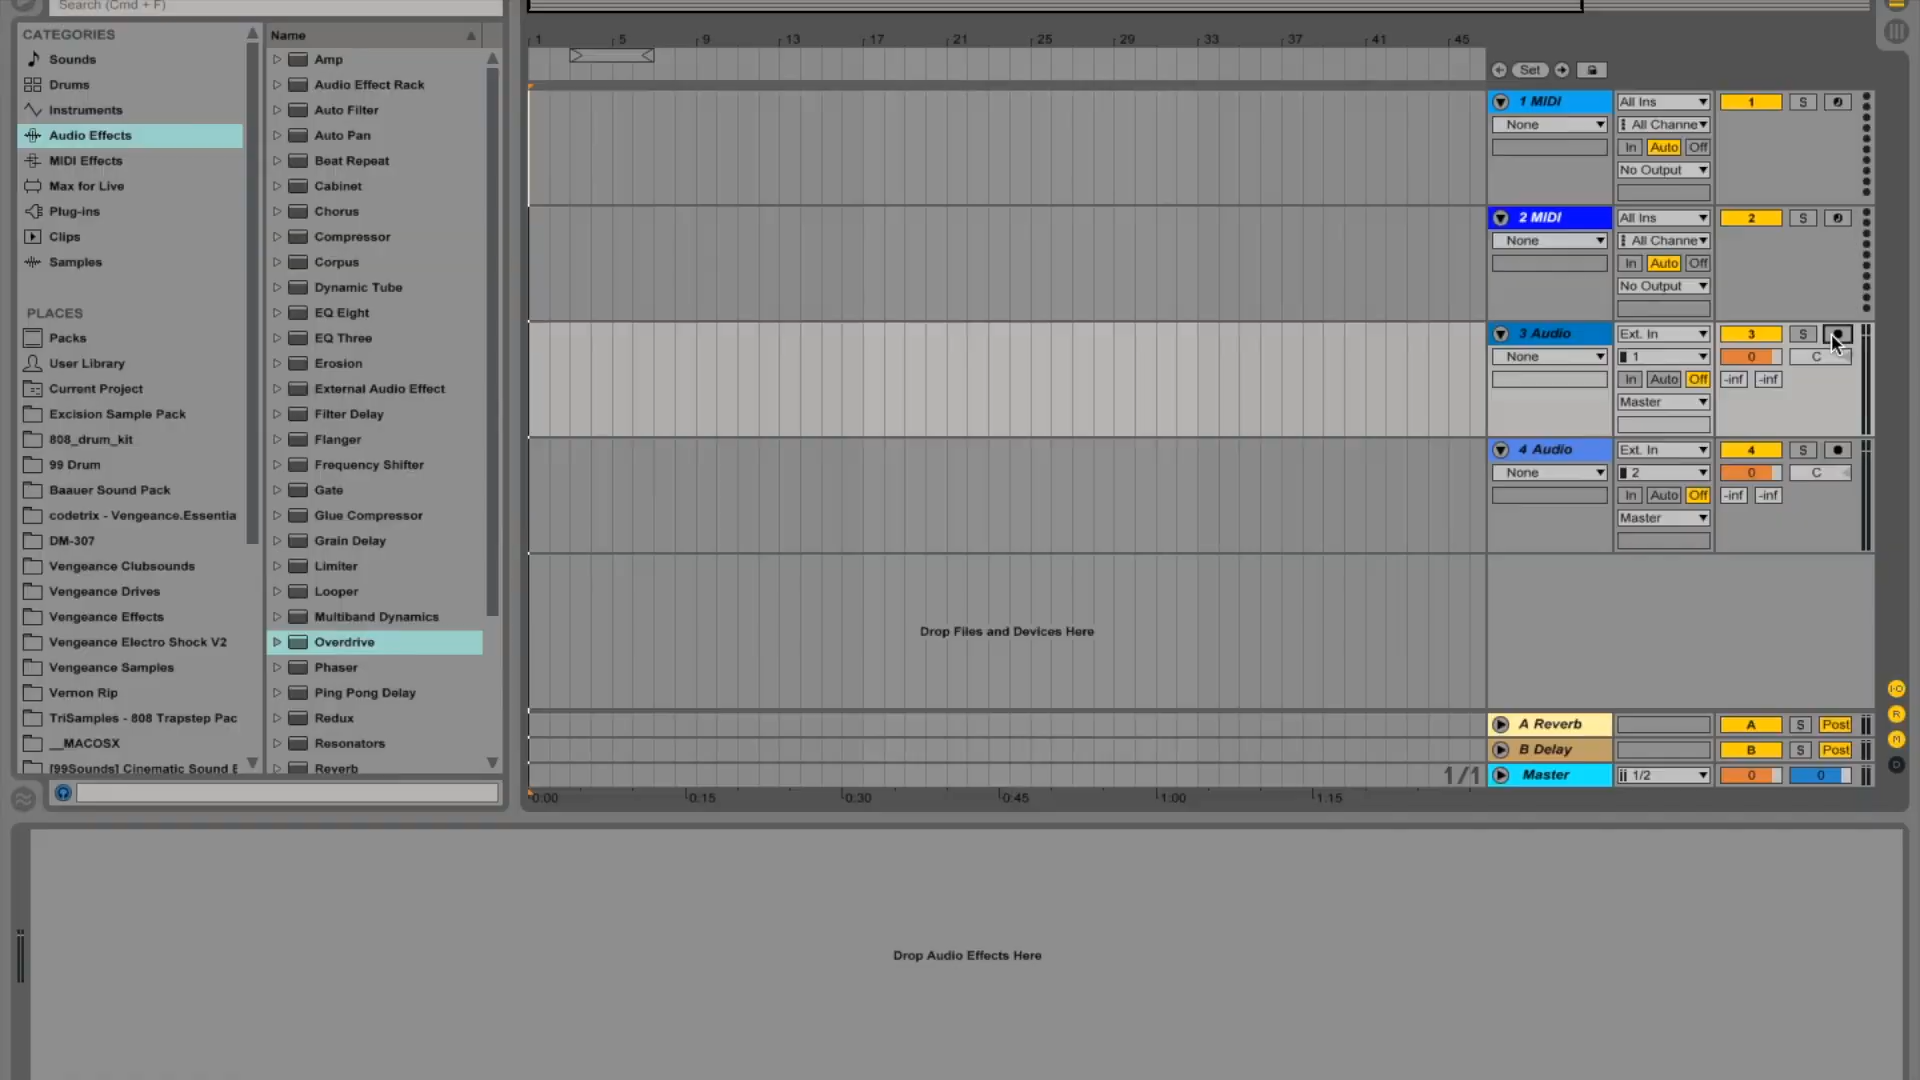 Search (Cmd + F)
CATEGORIES
Sounds
Drums
Instruments
Audio Effects
MIDI Effects
Max for Live
Plug-ins
Clips
Samples
PLACES
Packs
User Library
Current Project
Excision Sample Pack
808_drum_kit
99 Drum
Baauer Sound Pack
codetrix - Vengeance.Essentia
DM-307
Vengeance Clubsounds
Vengeance Drives
Vengeance Effects
Vengeance Electro Shock V2
Vengeance Samples
Vernon Rip
TriSamples - 808 Trapstep Pac
__MACOSX
[99Sounds] Cinematic Sound E
Name
Amp
Audio Effect Rack
Auto Filter
Auto Pan
Beat Repeat
Cabinet
Chorus
Compressor
Corpus
Dynamic Tube
EQ Eight
EQ Three
Erosion
External Audio Effect
Filter Delay
Flanger
Frequency Shifter
Gate
Glue Compressor
Grain Delay
Limiter
Looper
Multiband Dynamics
Overdrive
Phaser
Ping Pong Delay
Redux
Resonators
Reverb
1 5 9 13 17 21 25 29 33 37 41 45
Set
1 MIDI All Ins 1 S
None All Channe
In Auto Off
No Output
2 MIDI All Ins 2 S
None All Channe
In Auto Off
No Output
3 Audio Ext. In 3 S
None 1 0 C
In Auto Off -inf -inf
Master
4 Audio Ext. In 4 S
None 2 0 C
In Auto Off -inf -inf
Master
Drop Files and Devices Here
A Reverb A S Post
B Delay B S Post
1/1 Master 1/2 0 0
0:00 0:15 0:30 0:45 1:00 1:15
I-O
R
M
D
Drop Audio Effects Here